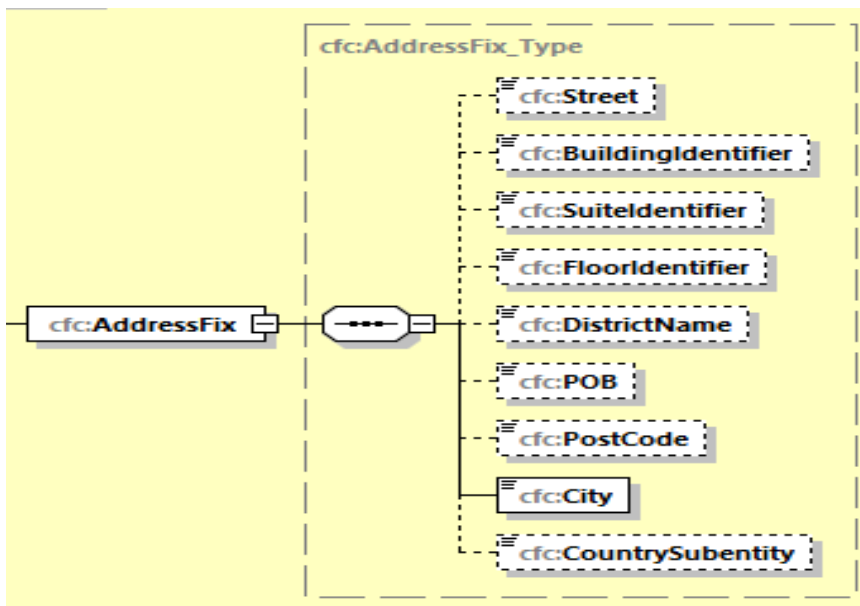 cfc:AddressFix_Type
cfc:Street
cfc:BuildingIdentifier
cfc:SuiteIdentifier
cfc:FloorIdentifier
cfc:AddressFix
cfc:DistrictName
cfc:POB
cfc:PostCode
cfc:City
cfc:CountrySubentity